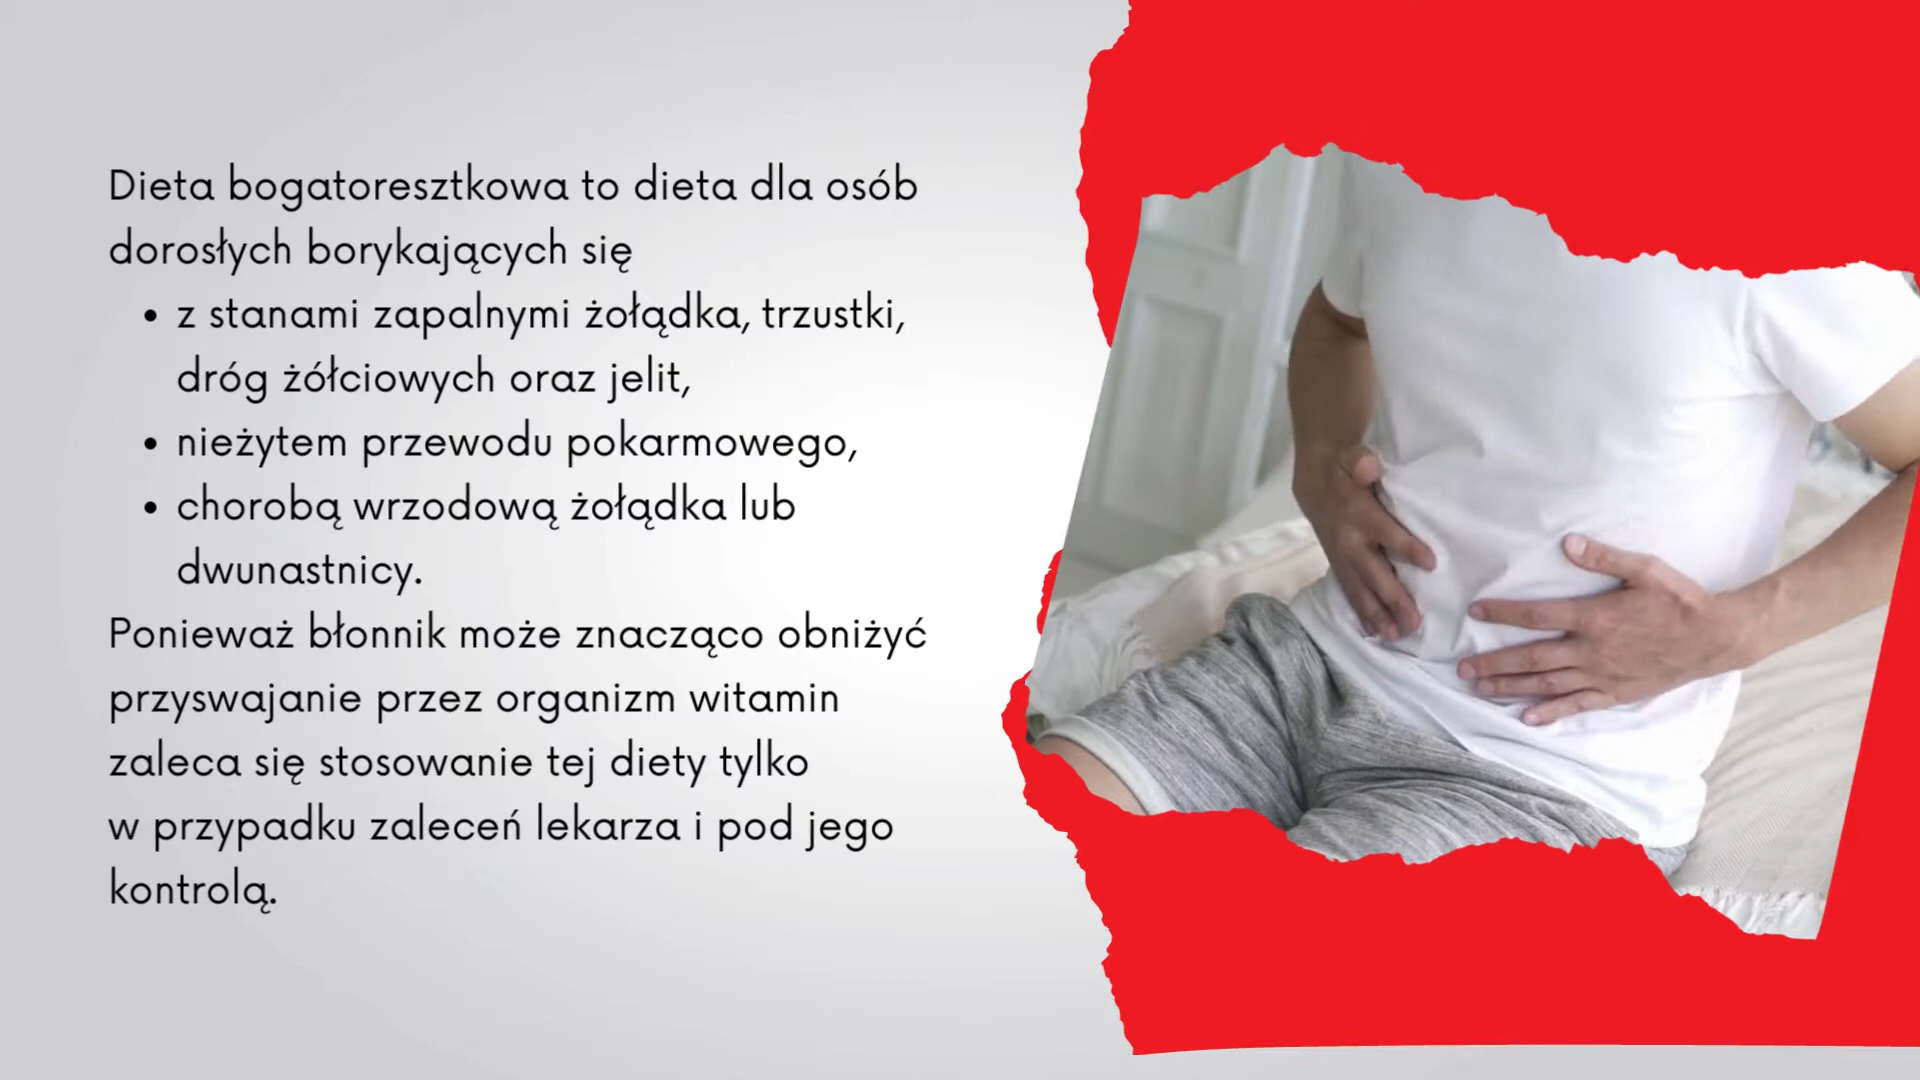 Dieta bogatoresztkowa to dieta dla osób
dorosłych borykających się
• z stanami zapalnymi żołądka, trzustki,
dróg żółciowych oraz jelit,
• nieżytem przewodu pokarmowego,
• chorobą wrzodową żołądka lub
dwunastnicy.
Ponieważ błonnik może znacząco obniżyć
przyswajanie przez organizm witamin
zaleca się stosowanie tej diety tylko
w przypadku zaleceń lekarza i pod jego
kontrolą.